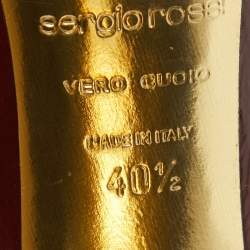 sergio rossi
VERO CUOIO
MADE IN ITALY
40½